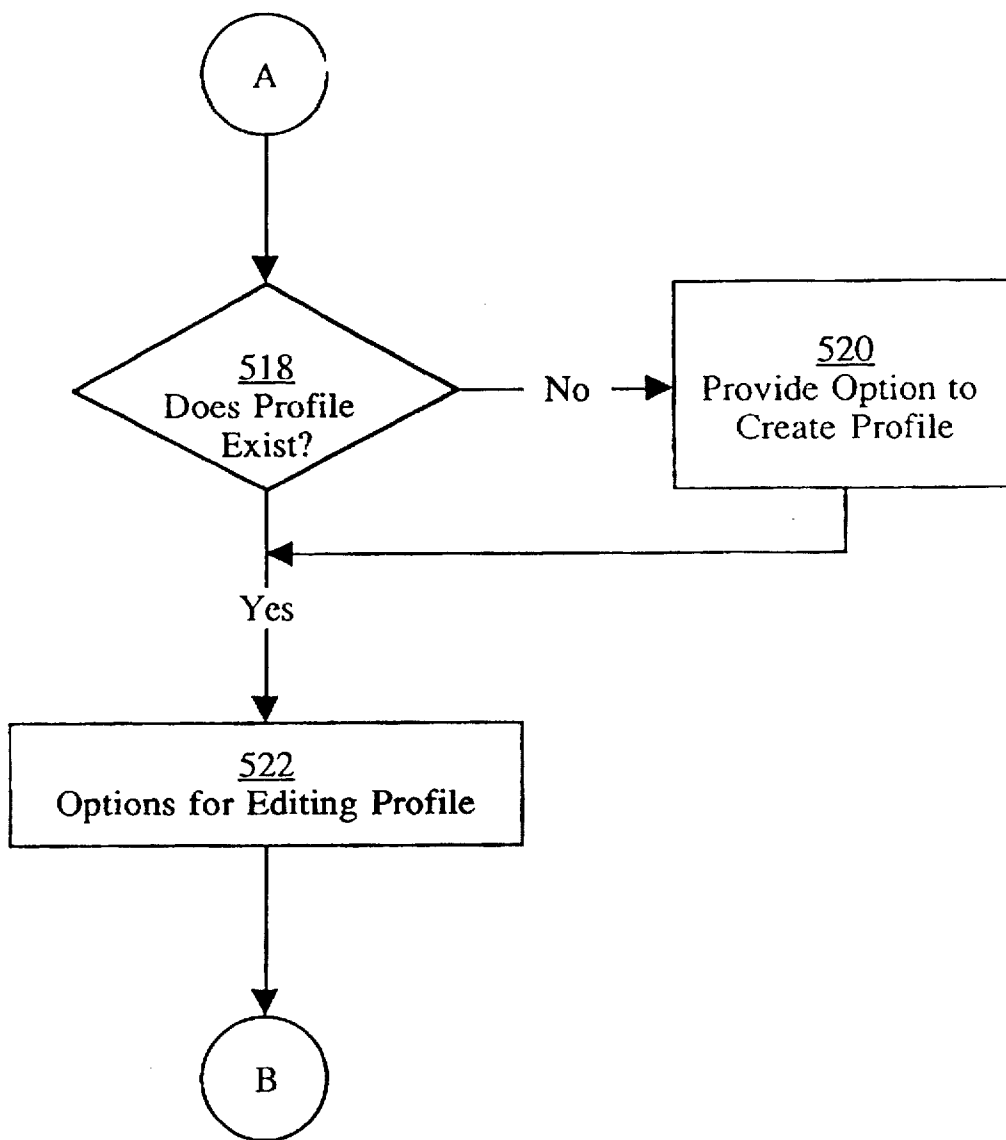 A
518
Does Profile
Exist?
No
520
Provide Option to
Create Profile
Yes
522
Options for Editing Profile
B